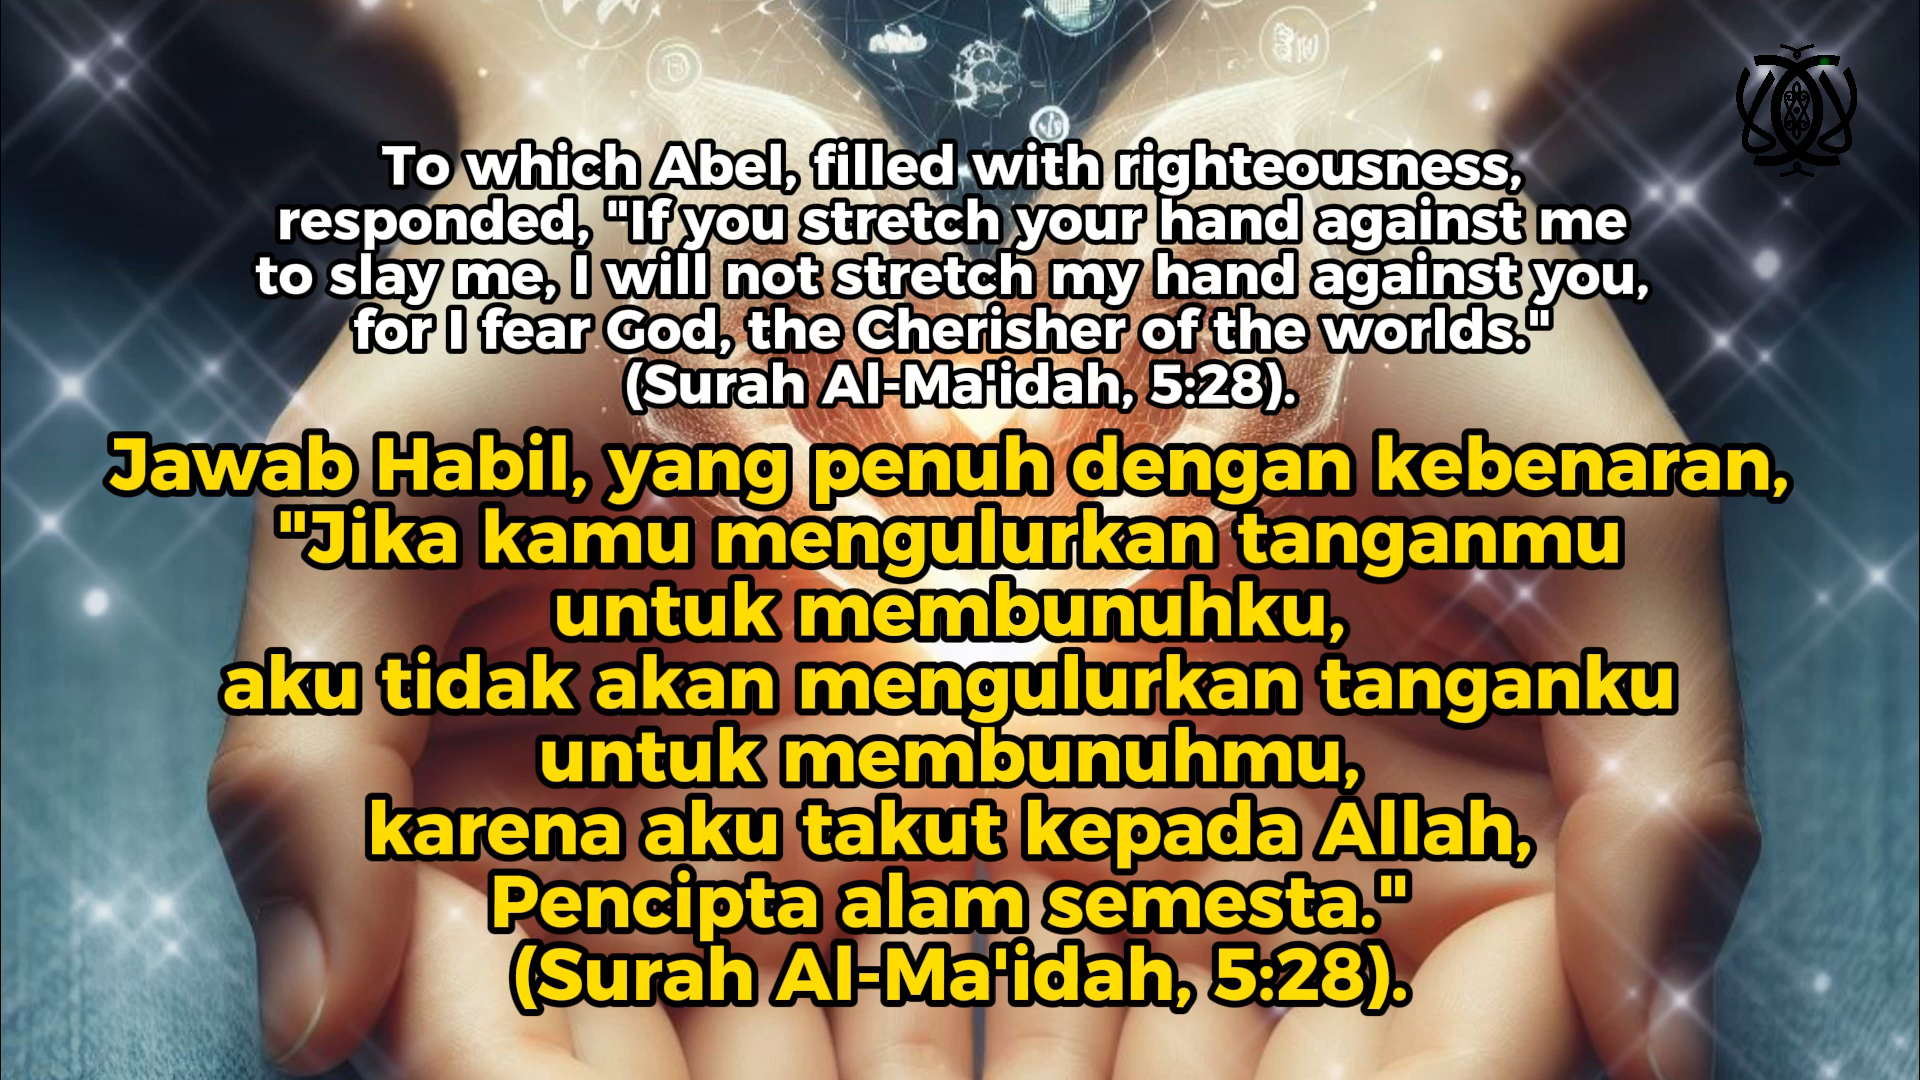 To which Abel, filled with righteousness,
responded, "If you stretch your hand against me
to slay me, I will not stretch my hand against you,
for I fear God, the Cherisher of the worlds."
(Surah Al-Ma'idah, 5:28).
Jawab Habil, yang penuh dengan kebenaran,
"Jika kamu mengulurkan tanganmu
untuk membunuhku,
aku tidak akan mengulurkan tanganku
untuk membunuhmu,
karena aku takut kepada Allah,
Pencipta alam semesta."
(Surah Al-Ma'idah, 5:28).